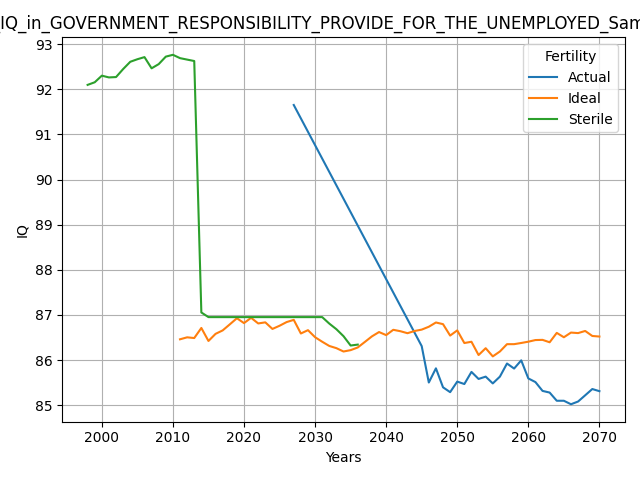 _IQ_in_GOVERNMENT_RESPONSIBILITY_PROVIDE_FOR_THE_UNEMPLOYED_Sam
Fertility
Actual
Ideal
Sterile
IQ
93
92
91
90
89
88
87
86
85
2000 2010 2020 2030 2040 2050 2060 2070
Years